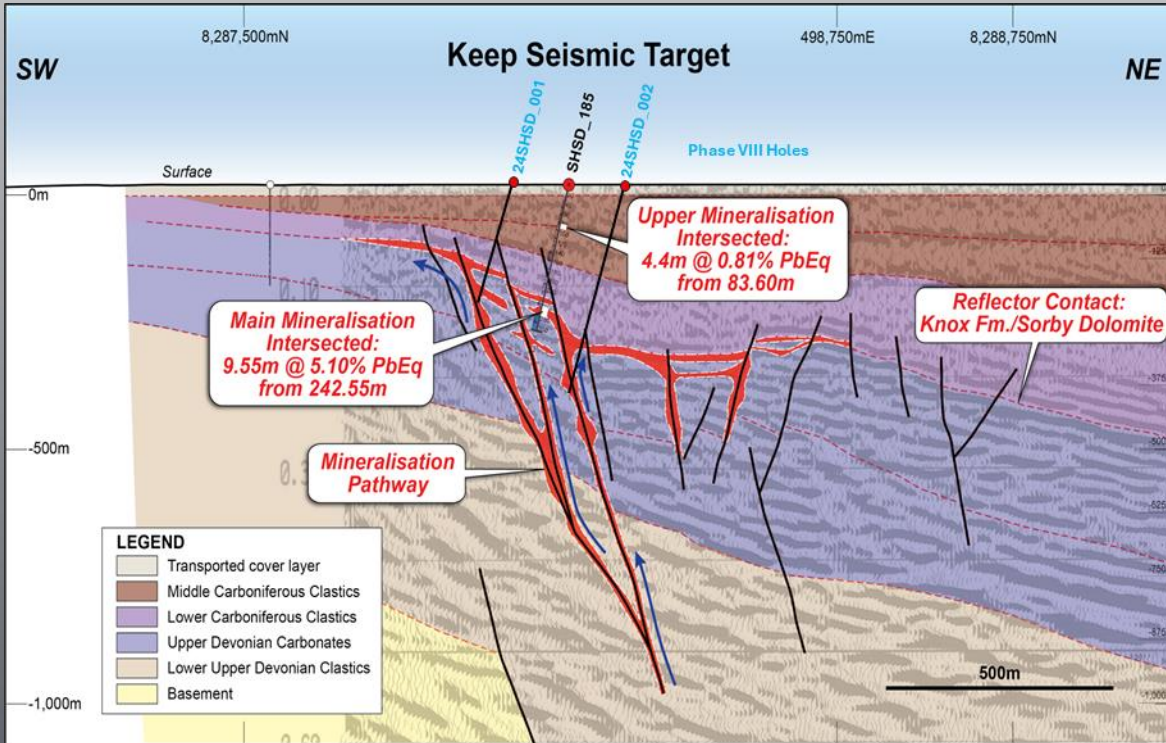 8,287,500mN
498,750mE
8,288,750mN
Keep Seismic Target
SW
NE
24SHSD_001
SHSD_185
24SHSD_002
Phase VIII Holes
Surface
0m
Upper Mineralisation
Intersected:
4.4m @ 0.81% PbEq
from 83.60m
Reflector Contact:
Knox Fm./Sorby Dolomite
Main Mineralisation
Intersected:
9.55m @ 5.10% PbEq
from 242.55m
-500m
Mineralisation
Pathway
LEGEND
Transported cover layer
Middle Carboniferous Clastics
Lower Carboniferous Clastics
Upper Devonian Carbonates
Lower Upper Devonian Clastics
Basement
500m
-1,000m